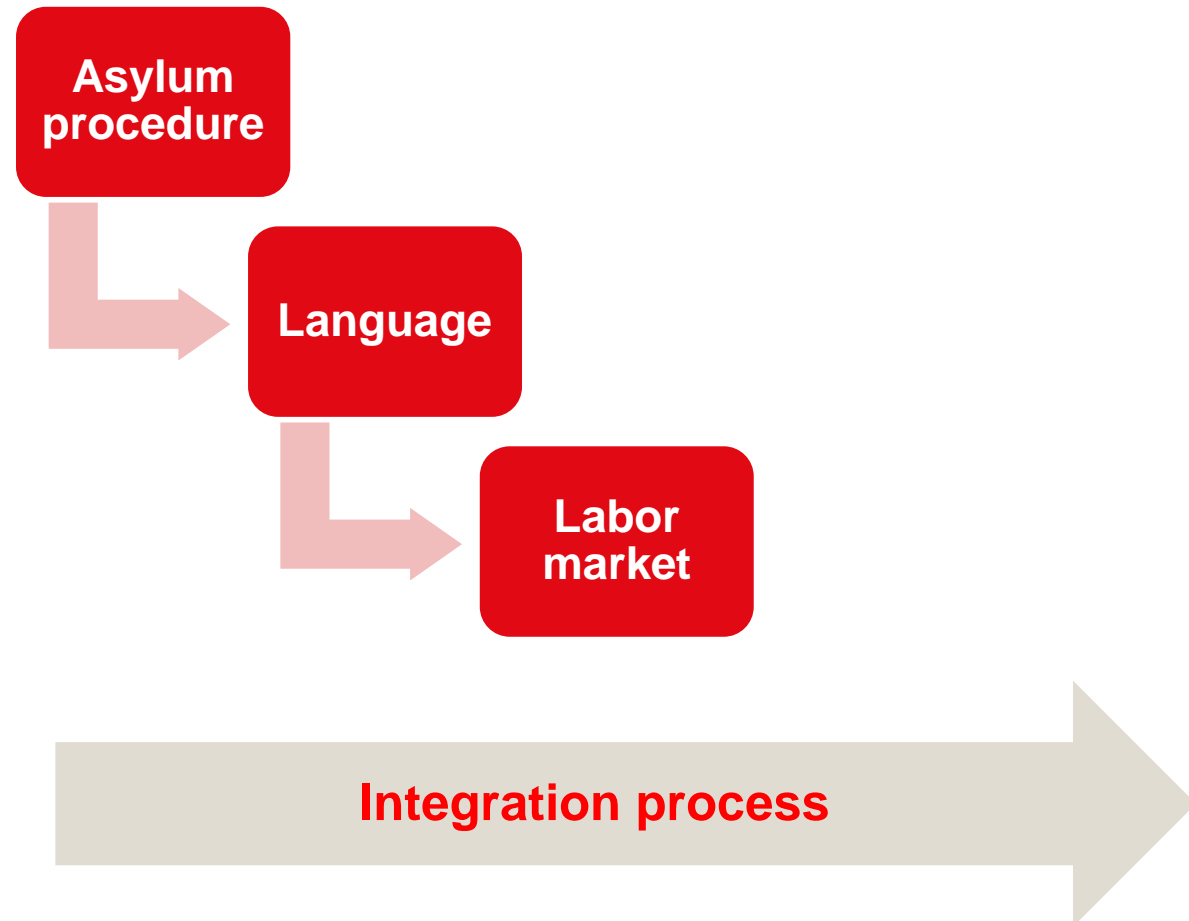 Asylum
procedure
Language
Labor
market
Integration process